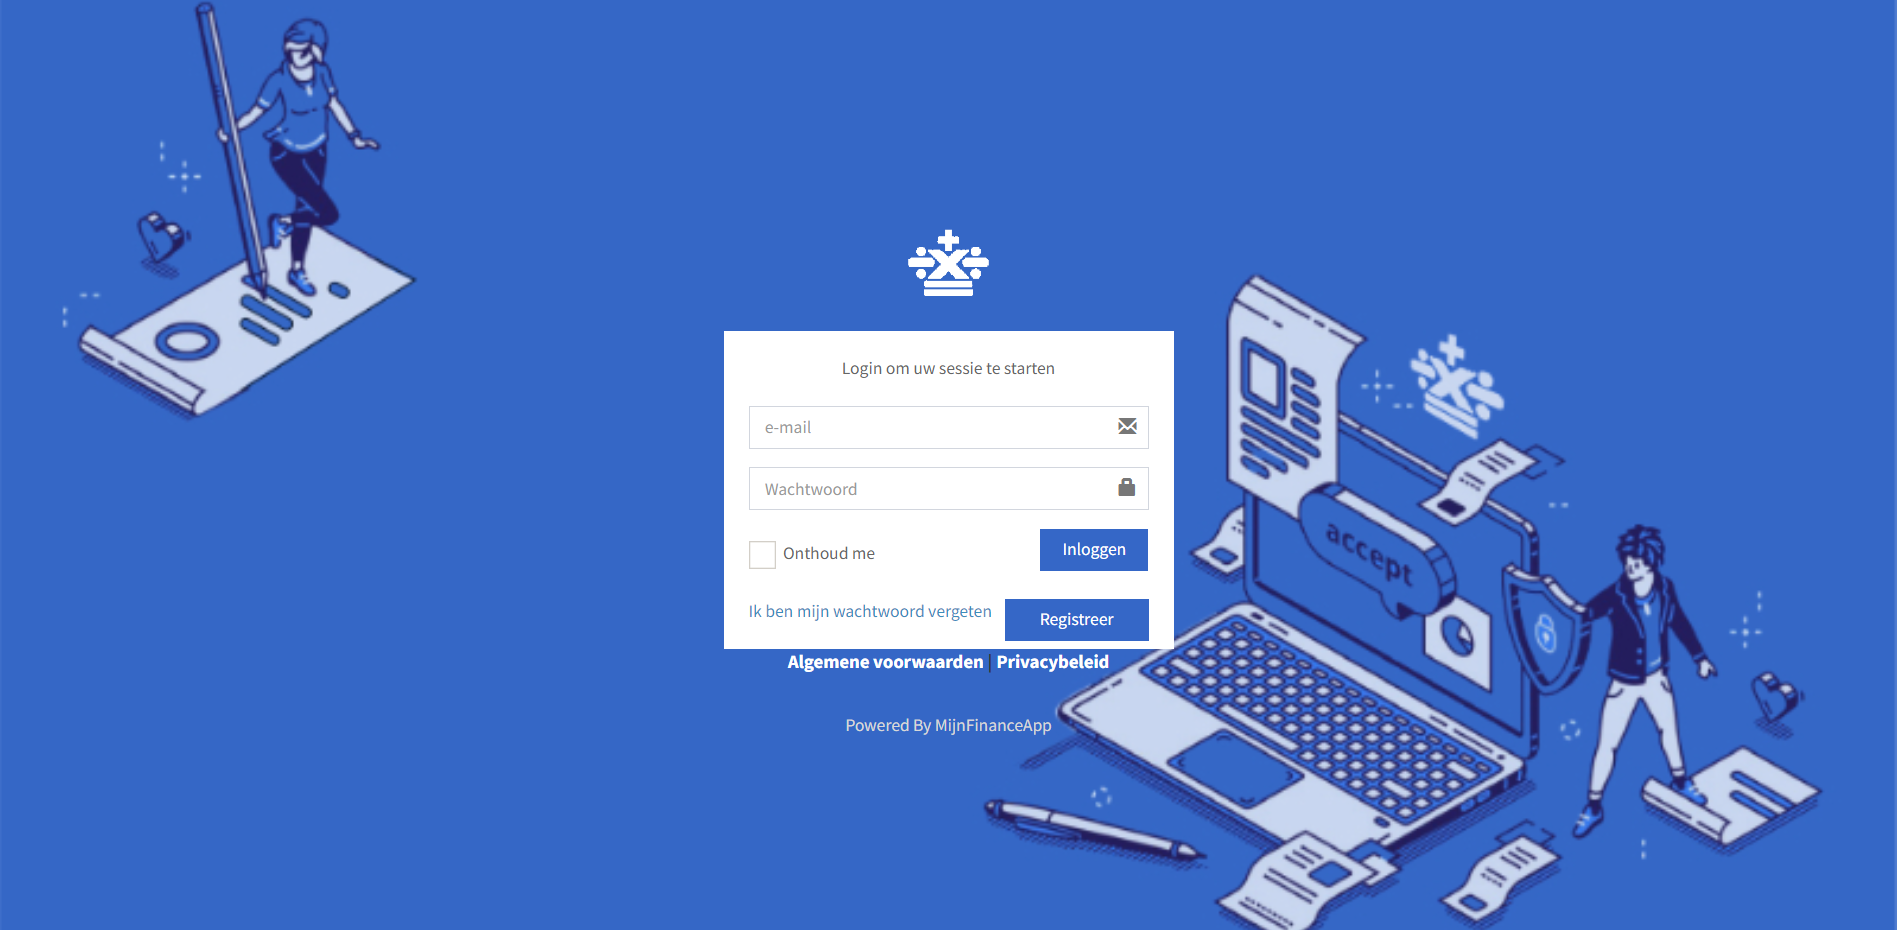 Login om uw sessie te starten
e-mail
Wachtwoord
Onthoud me
Inloggen
Ik ben mijn wachtwoord vergeten
Registreer
Algemene voorwaarden | Privacybeleid
Powered By MijnFinanceApp
accept